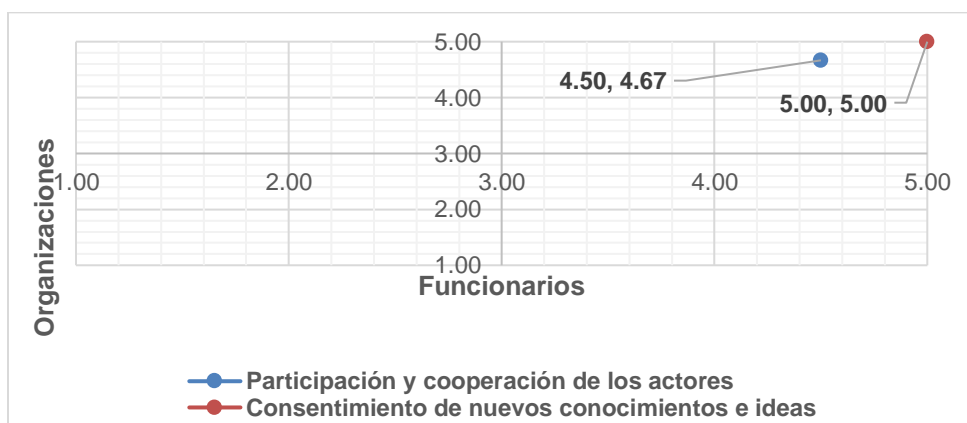 5.00
4.50, 4.67
4.00
5.00, 5.00
3.00
1.00 2.00 3.00 4.00 5.00
2.00
1.00
Funcionarios
Organizaciones
Participación y cooperación de los actores
Consentimiento de nuevos conocimientos e ideas